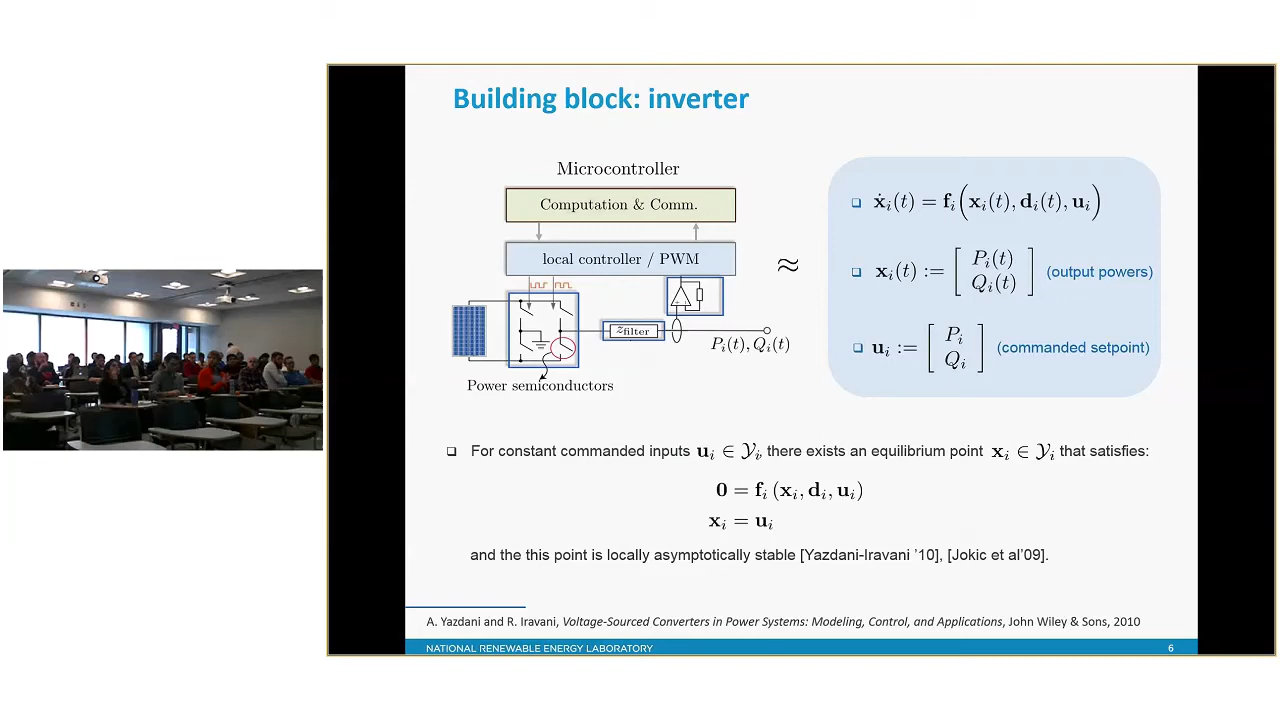 Building block: inverter
Microcontroller
Computation & Comm.
local controller / PWM
z_filter
P_i(t), Q_i(t)
Power semiconductors
≈
ẋ_i(t) = f_i(x_i(t), d_i(t), u_i)
x_i(t) := [ P_i(t) Q_i(t) ] (output powers)
u_i := [ P_i Q_i ] (commanded setpoint)
For constant commanded inputs u_i ∈ 𝒴_i, there exists an equilibrium point x_i ∈ 𝒴_i that satisfies:
0 = f_i (x_i, d_i, u_i)
x_i = u_i
and the this point is locally asymptotically stable [Yazdani-Iravani ’10], [Jokic et al’09].
A. Yazdani and R. Iravani, Voltage-Sourced Converters in Power Systems: Modeling, Control, and Applications, John Wiley & Sons, 2010
NATIONAL RENEWABLE ENERGY LABORATORY 6